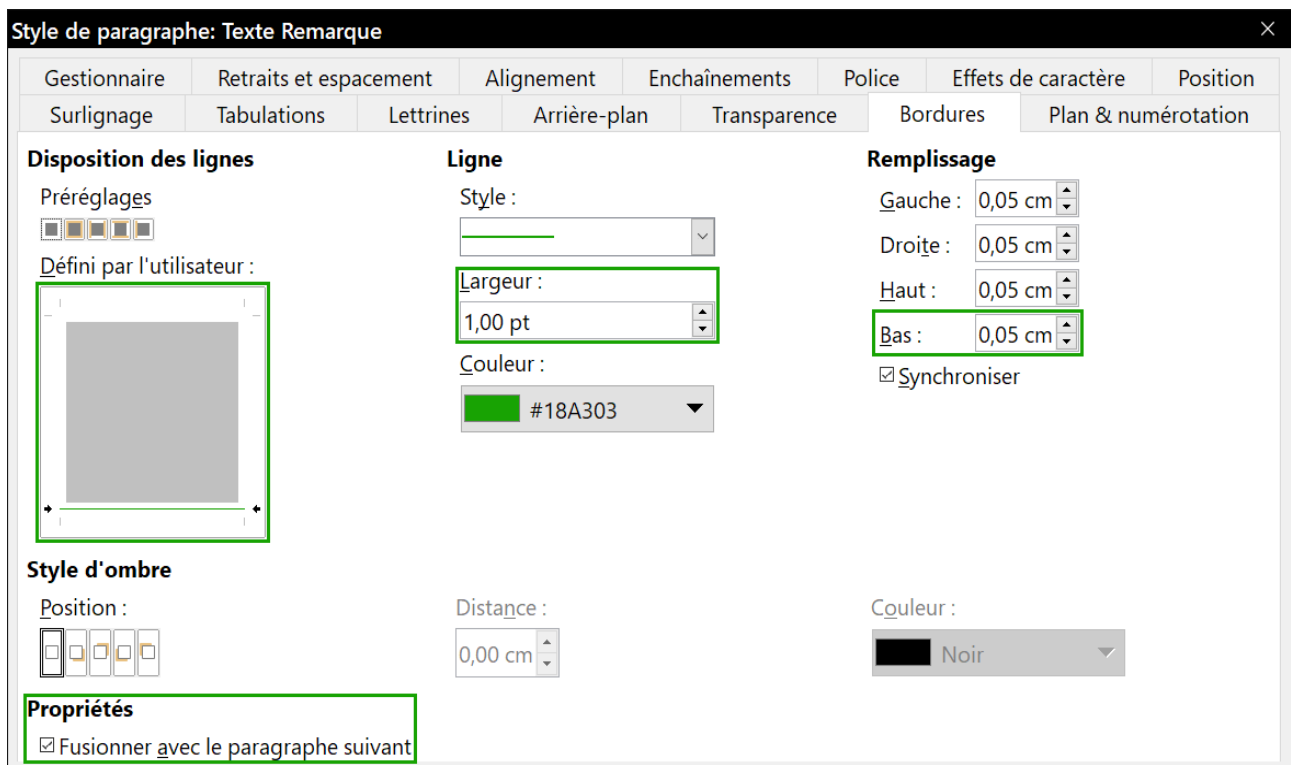 Style de paragraphe: Texte Remarque
Gestionnaire Retraits et espacement Alignement Enchaînements Police Effets de caractère Position
Surlignage Tabulations Lettrines Arrière-plan Transparence Bordures Plan & numérotation
Disposition des lignes Ligne Remplissage
Préréglages Style : Gauche : 0,05 cm
Droite : 0,05 cm
Défini par l'utilisateur : Largeur : Haut : 0,05 cm
1,00 pt Bas : 0,05 cm
Couleur : Synchroniser
#18A303
Style d'ombre
Position : Distance : Couleur :
0,00 cm Noir
Propriétés
Fusionner avec le paragraphe suivant